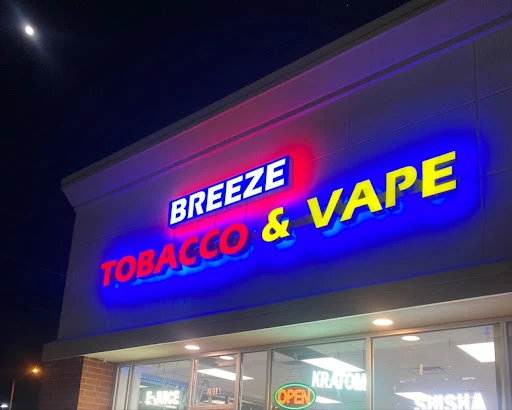 BREEZE
TOBACCO & VAPE
E-JUICE
OPEN
KRATOM
SHISHA